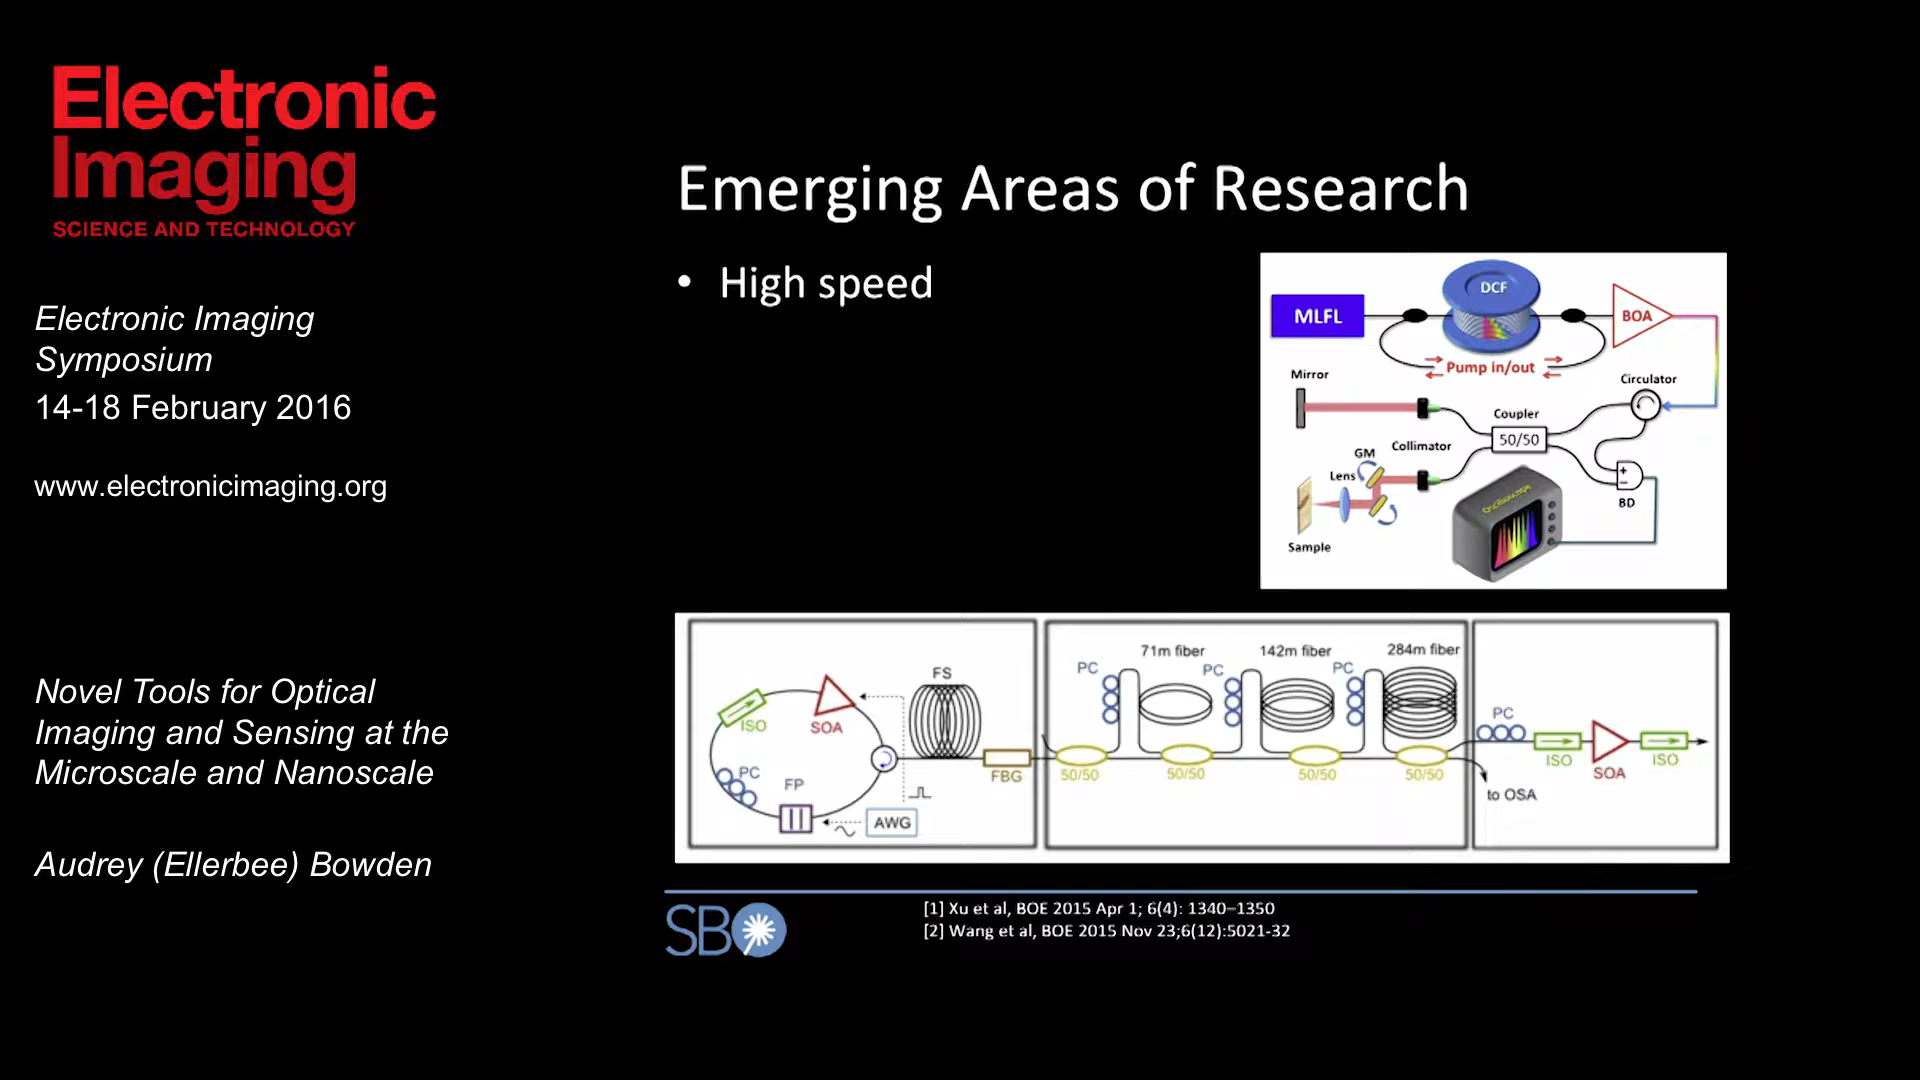 Electronic
Imaging
SCIENCE AND TECHNOLOGY
Electronic Imaging
Symposium
14-18 February 2016
www.electronicimaging.org
Novel Tools for Optical
Imaging and Sensing at the
Microscale and Nanoscale
Audrey (Ellerbee) Bowden
Emerging Areas of Research
• High speed
MLFL
DCF
BOA
Pump in/out
Mirror
Circulator
Coupler
50/50
Collimator
GM
Lens
Sample
Oscilloscope
+
−
BD
ISO
SOA
FS
PC
FP
AWG
FBG
71m fiber
142m fiber
284m fiber
PC
PC
PC
50/50
50/50
50/50
50/50
PC
ISO
SOA
ISO
to OSA
SBO
[1] Xu et al, BOE 2015 Apr 1; 6(4): 1340–1350
[2] Wang et al, BOE 2015 Nov 23;6(12):5021-32